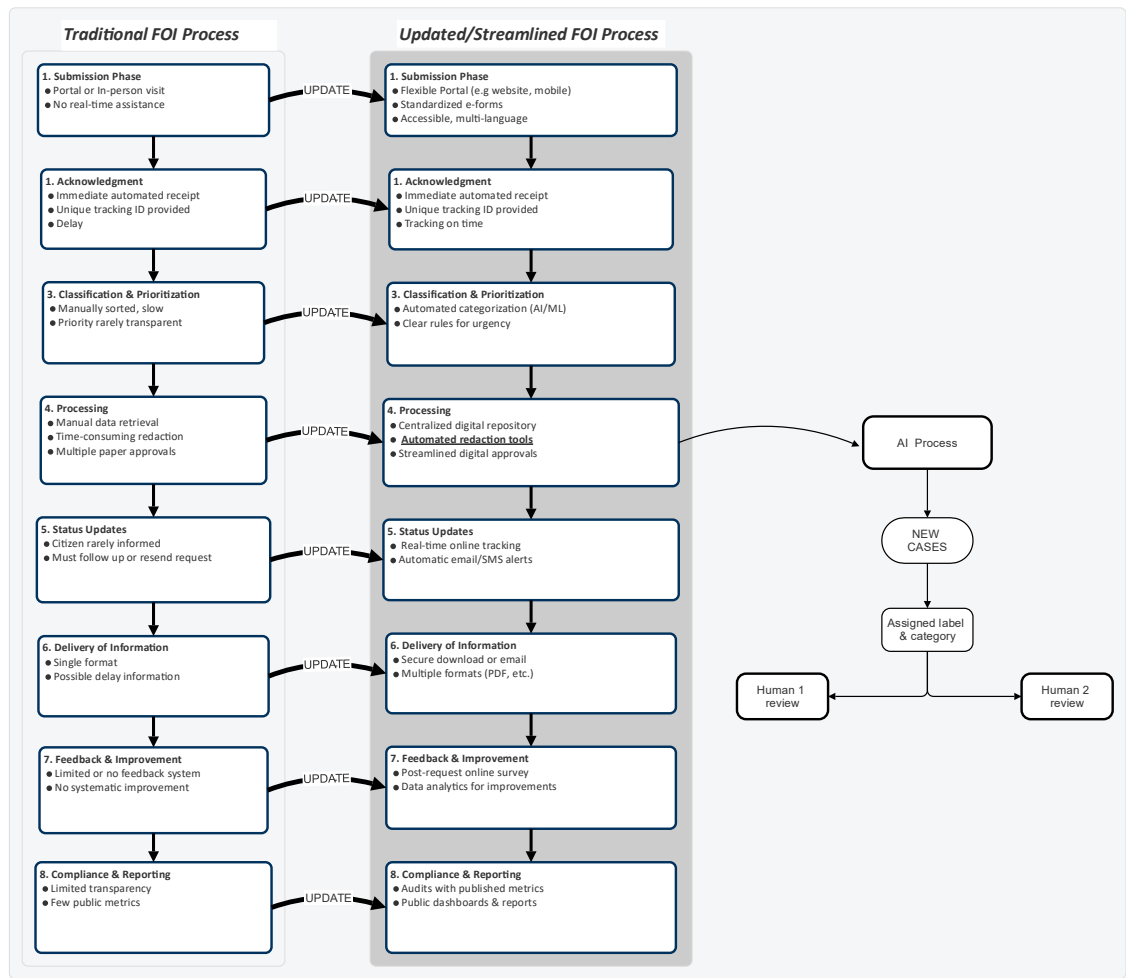 Traditional FOI Process
1. Submission Phase
● Portal or In-person visit
● No real-time assistance
1. Acknowledgment
● Immediate automated receipt
● Unique tracking ID provided
● Delay
3. Classification & Prioritization
● Manually sorted, slow
● Priority rarely transparent
4. Processing
● Manual data retrieval
● Time-consuming redaction
● Multiple paper approvals
5. Status Updates
● Citizen rarely informed
● Must follow up or resend request
6. Delivery of Information
● Single format
● Possible delay information
7. Feedback & Improvement
● Limited or no feedback system
● No systematic improvement
8. Compliance & Reporting
● Limited transparency
● Few public metrics
UPDATE
UPDATE
UPDATE
UPDATE
UPDATE
UPDATE
UPDATE
UPDATE
Updated/Streamlined FOI Process
1. Submission Phase
● Flexible Portal (e.g website, mobile)
● Standardized e-forms
● Accessible, multi-language
1. Acknowledgment
● Immediate automated receipt
● Unique tracking ID provided
● Tracking on time
3. Classification & Prioritization
● Automated categorization (AI/ML)
● Clear rules for urgency
4. Processing
● Centralized digital repository
● Automated redaction tools
● Streamlined digital approvals
5. Status Updates
● Real-time online tracking
● Automatic email/SMS alerts
6. Delivery of Information
● Secure download or email
● Multiple formats (PDF, etc.)
7. Feedback & Improvement
● Post-request online survey
● Data analytics for improvements
8. Compliance & Reporting
● Audits with published metrics
● Public dashboards & reports
AI Process
NEW
CASES
Assigned label
& category
Human 1
review
Human 2
review